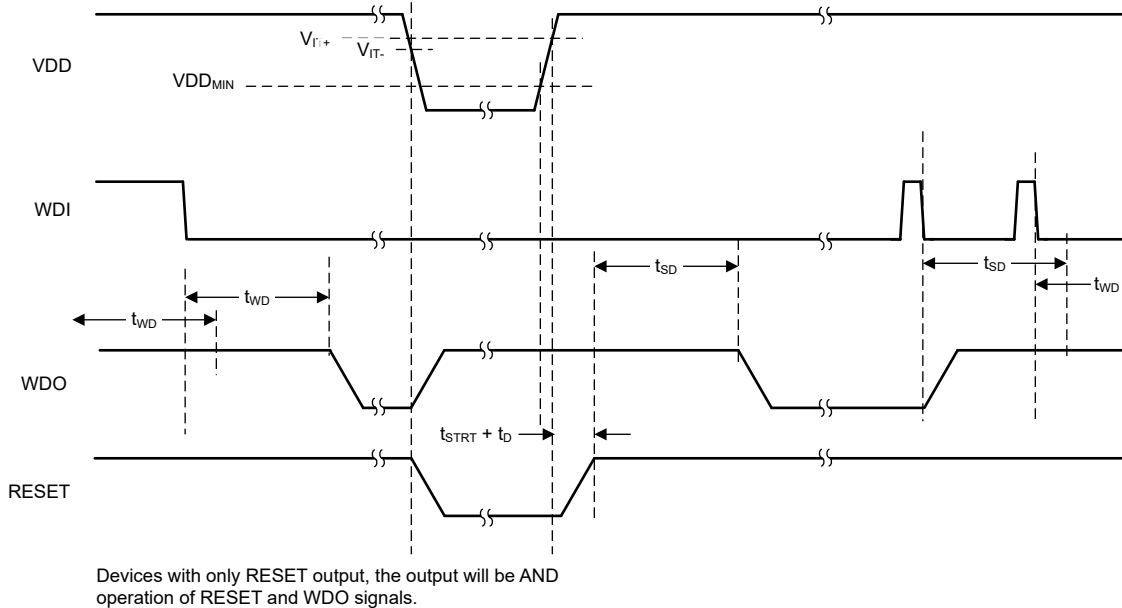 VIT+
VDD
VIT-
VDDMIN
WDI
tSD
tSD
tWD
tWD
tWD
WDO
tSTRT + tD
RESET
Devices with only RESET output, the output will be AND
operation of RESET and WDO signals.